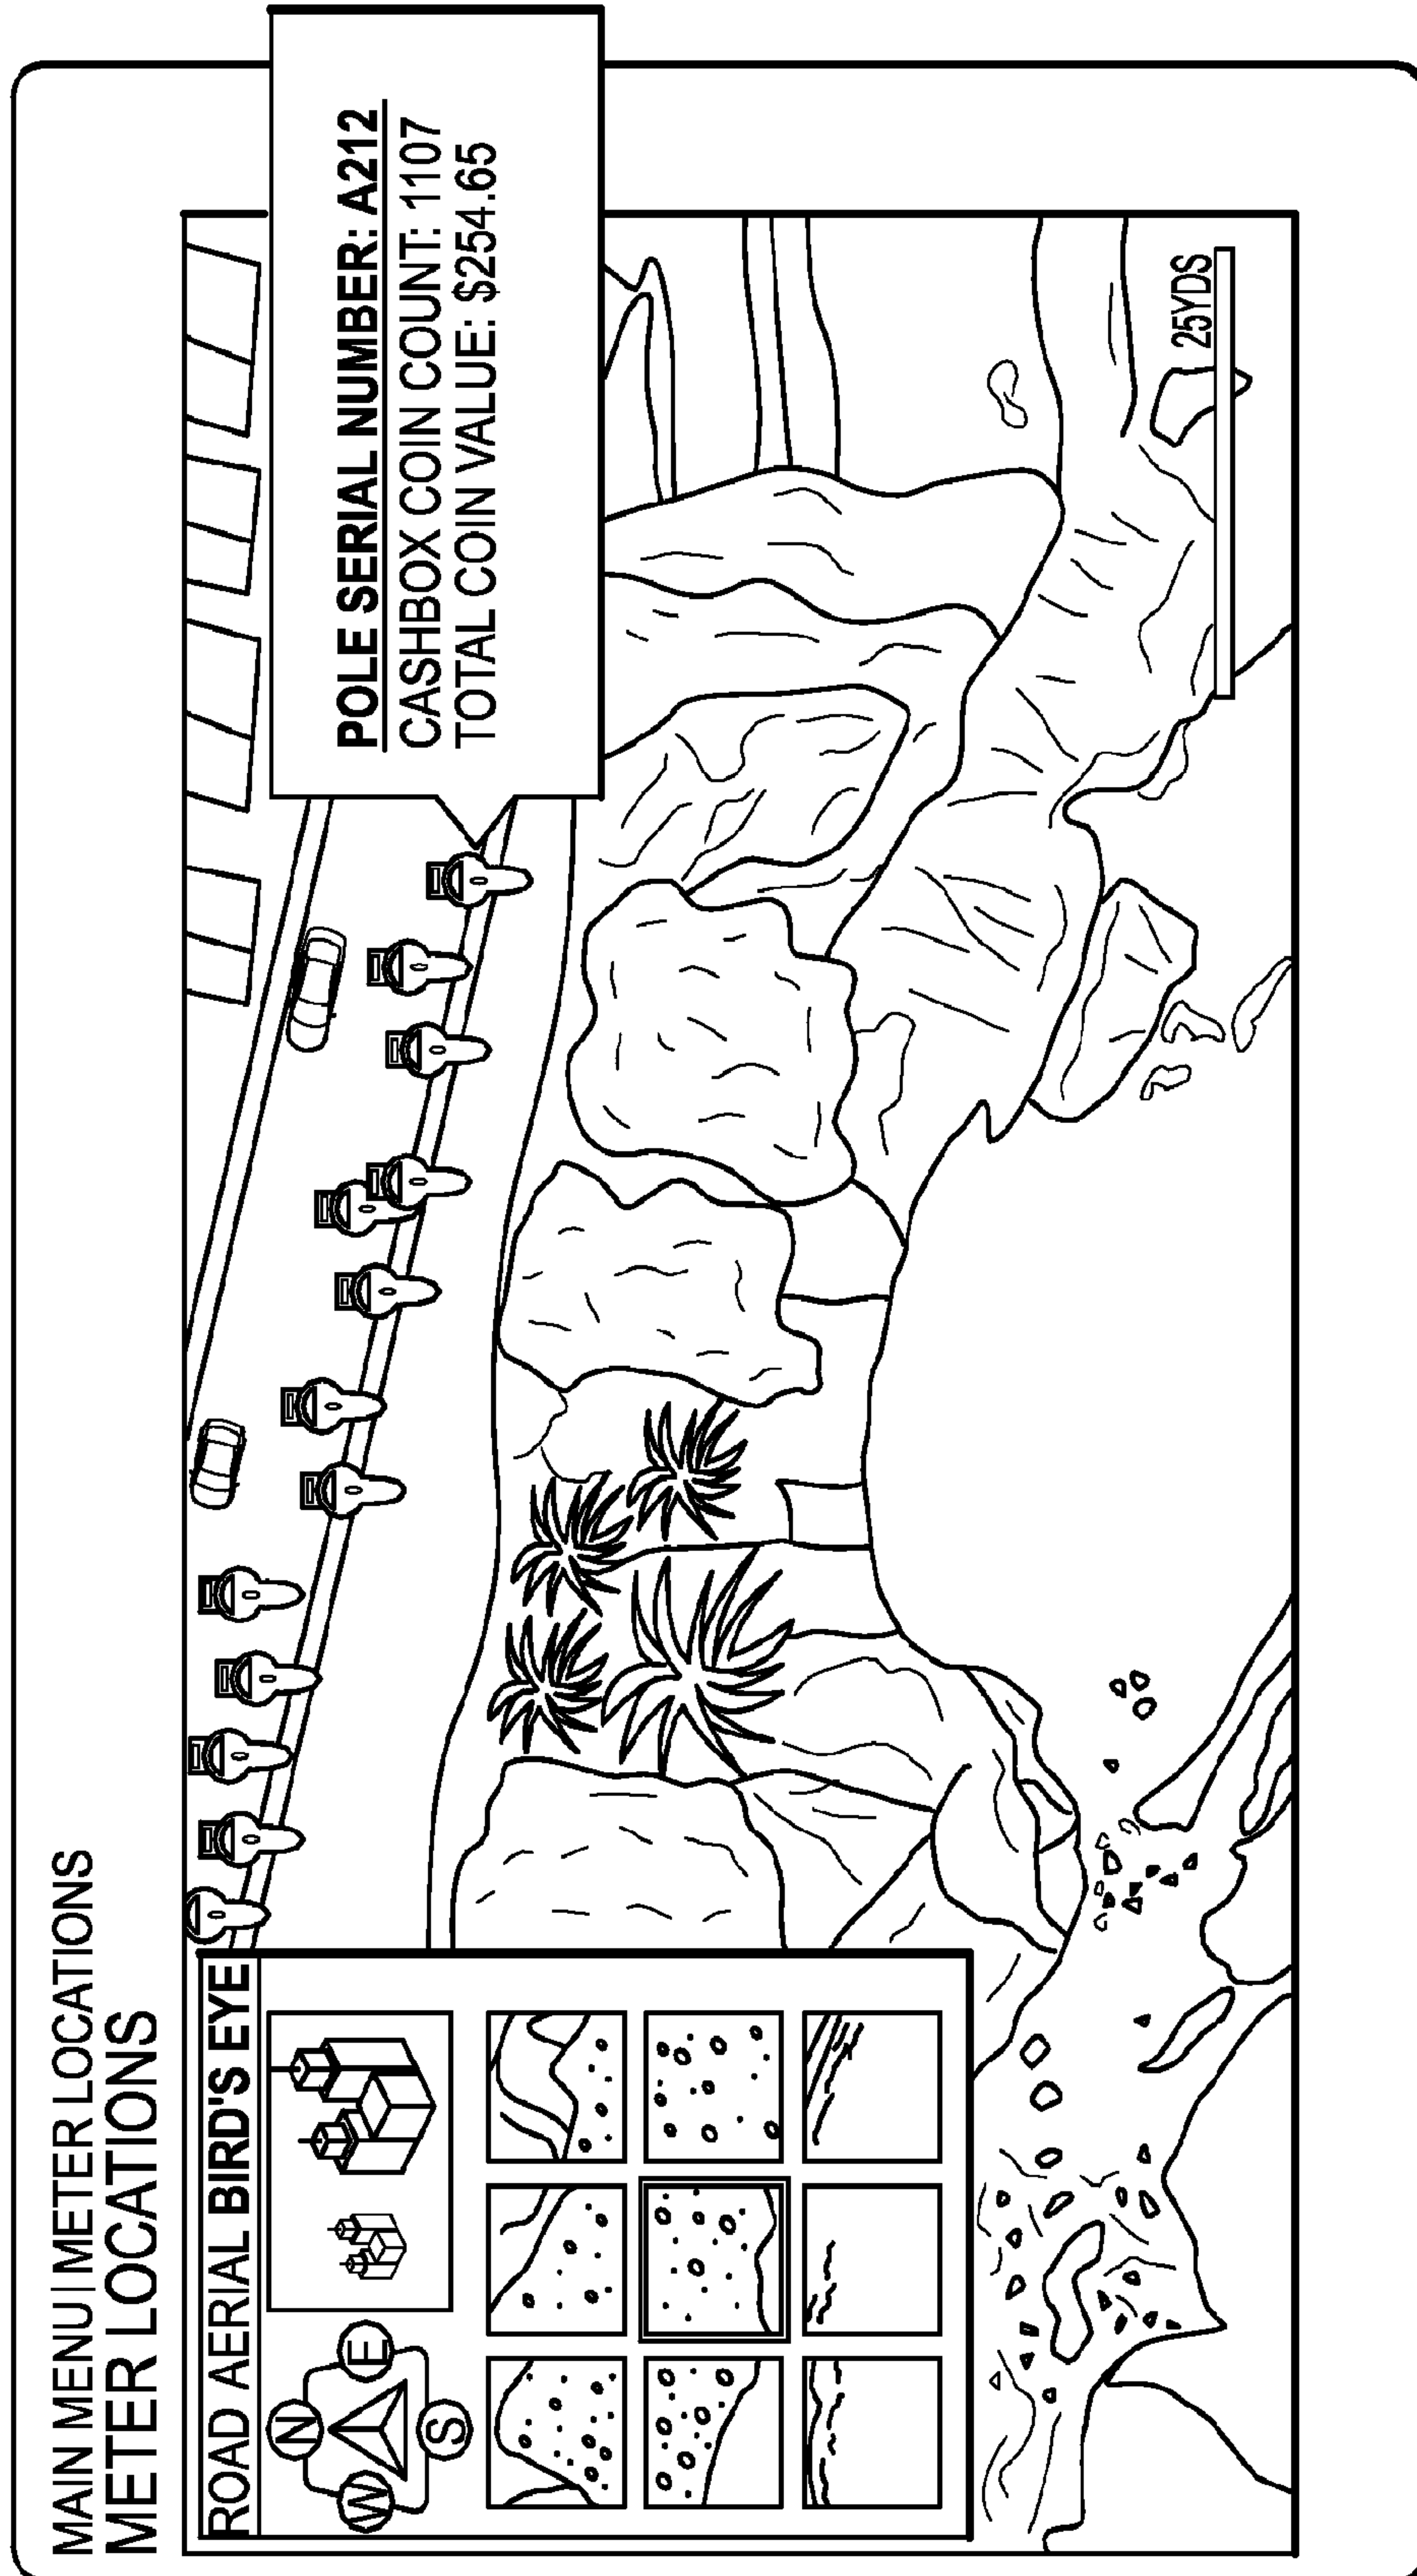 MAIN MENU | METER LOCATIONS
METER LOCATIONS
ROAD AERIAL BIRD'S EYE
N
W
E
S
POLE SERIAL NUMBER: A212
CASHBOX COIN COUNT: 1107
TOTAL COIN VALUE: $254.65
25YDS